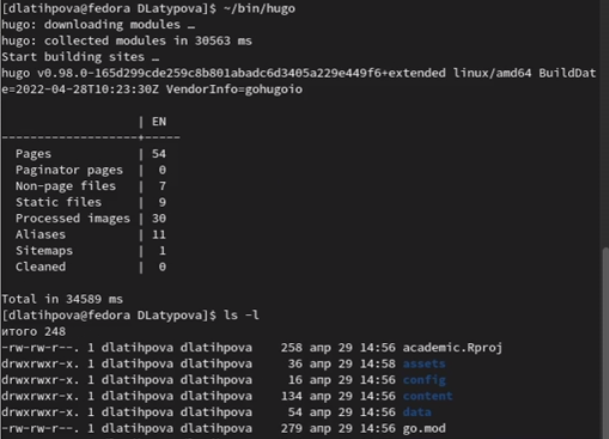 [dlatihpova@fedora DLatypova]$ ~/bin/hugo
hugo: downloading modules …
hugo: collected modules in 30563 ms
Start building sites …
hugo v0.98.0-165d299cde259c8b801abadc6d3405a229e449f6+extended linux/amd64 BuildDat
e=2022-04-28T10:23:30Z VendorInfo=gohugoio
| EN
-------------------+-----
Pages | 54
Paginator pages | 0
Non-page files | 7
Static files | 9
Processed images | 30
Aliases | 11
Sitemaps | 1
Cleaned | 0
Total in 34589 ms
[dlatihpova@fedora DLatypova]$ ls -l
итого 248
-rw-rw-r--. 1 dlatihpova dlatihpova 258 апр 29 14:56 academic.Rproj
drwxrwxr-x. 1 dlatihpova dlatihpova 36 апр 29 14:58 assets
drwxrwxr-x. 1 dlatihpova dlatihpova 16 апр 29 14:56 config
drwxrwxr-x. 1 dlatihpova dlatihpova 134 апр 29 14:56 content
drwxrwxr-x. 1 dlatihpova dlatihpova 54 апр 29 14:56 data
-rw-rw-r--. 1 dlatihpova dlatihpova 279 апр 29 14:56 go.mod